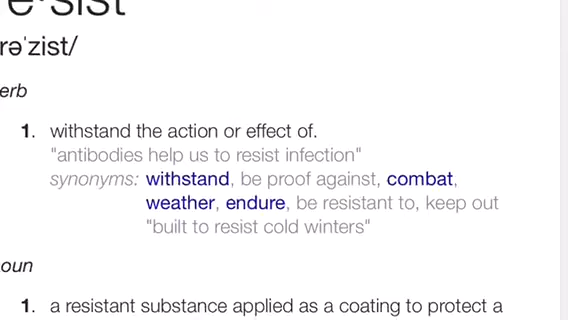 e·sist
rəˈzist/
erb
1. withstand the action or effect of.
"antibodies help us to resist infection"
synonyms: withstand, be proof against, combat,
weather, endure, be resistant to, keep out
"built to resist cold winters"
oun
1. a resistant substance applied as a coating to protect a